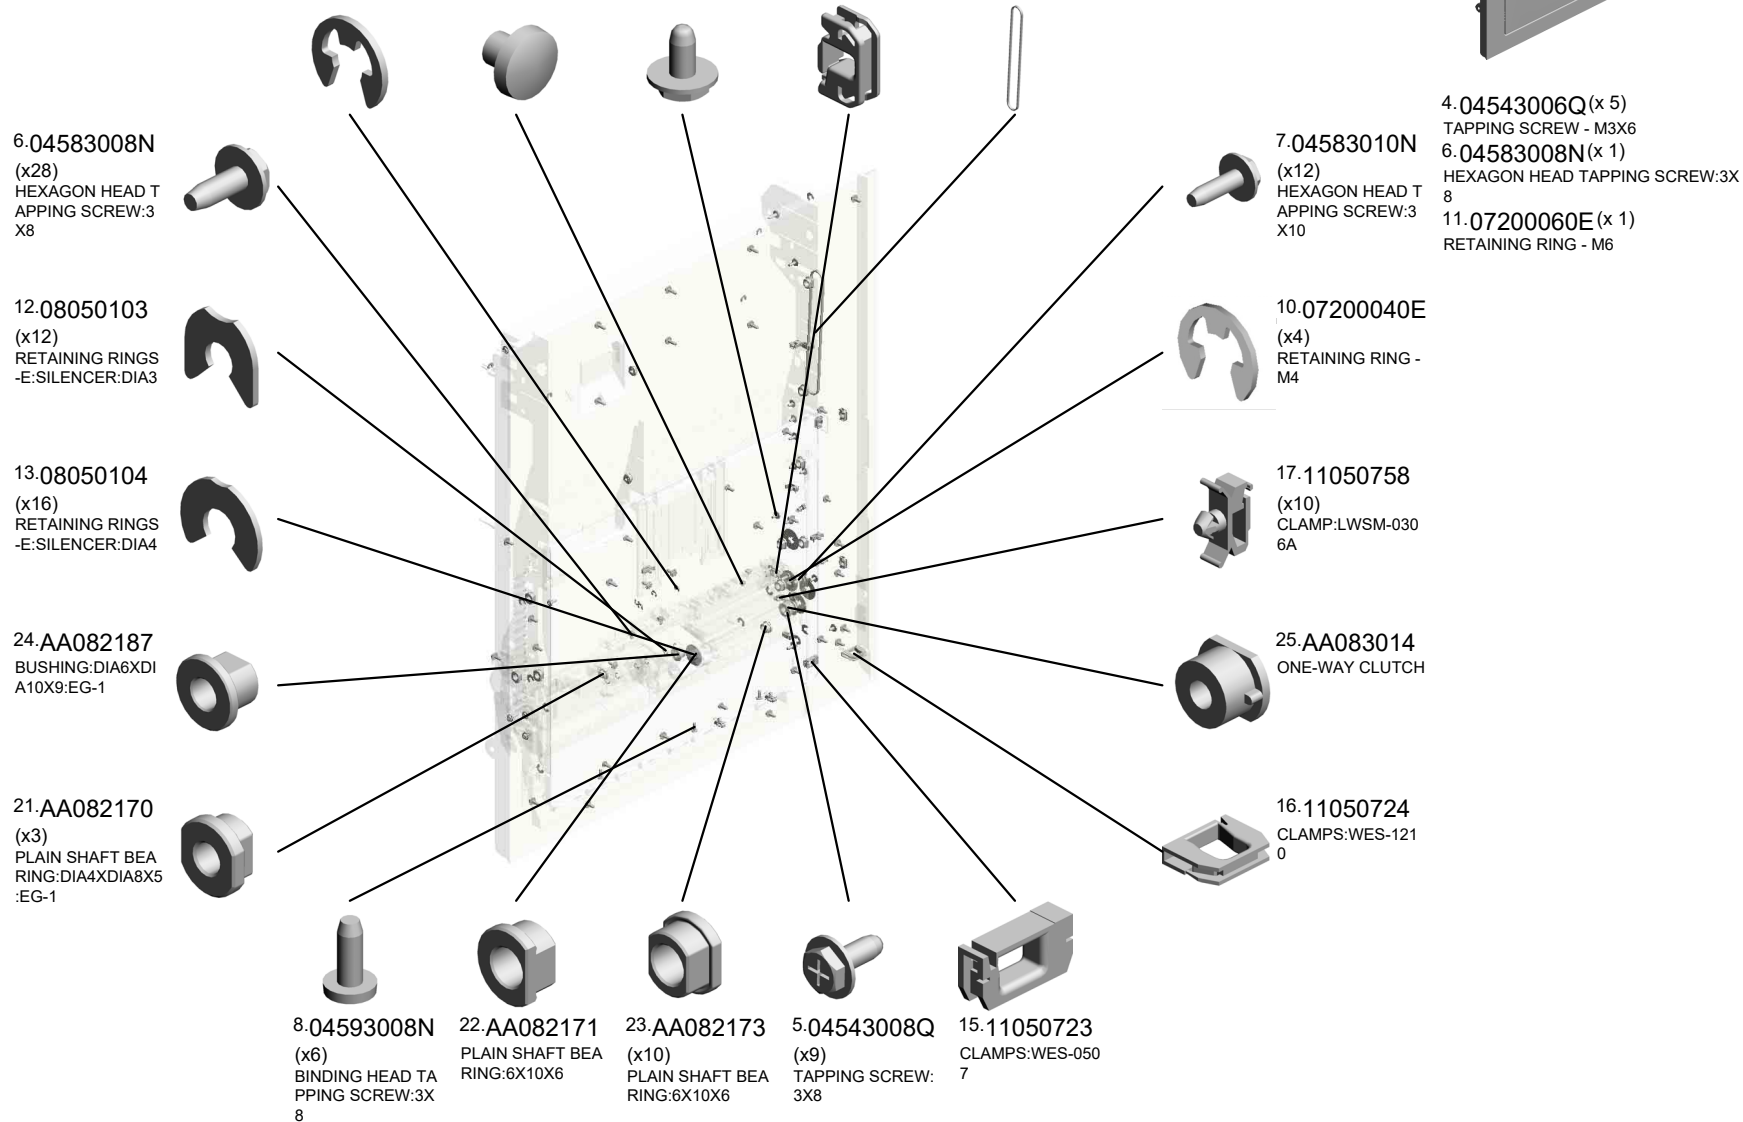 6.04583008N
(x28)
HEXAGON HEAD T
APPING SCREW:3
X8
12.08050103
(x12)
RETAINING RINGS
-E:SILENCER:DIA3
13.08050104
(x16)
RETAINING RINGS
-E:SILENCER:DIA4
24.AA082187
BUSHING:DIA6XDI
A10X9:EG-1
21.AA082170
(x3)
PLAIN SHAFT BEA
RING:DIA4XDIA8X5
:EG-1
8.04593008N
(x6)
BINDING HEAD TA
PPING SCREW:3X
8
22.AA082171
PLAIN SHAFT BEA
RING:6X10X6
23.AA082173
(x10)
PLAIN SHAFT BEA
RING:6X10X6
5.04543008Q
(x9)
TAPPING SCREW:
3X8
15.11050723
CLAMPS:WES-050
7
7.04583010N
(x12)
HEXAGON HEAD T
APPING SCREW:3
X10
10.07200040E
(x4)
RETAINING RING -
M4
17.11050758
(x10)
CLAMP:LWSM-030
6A
25.AA083014
ONE-WAY CLUTCH
16.11050724
CLAMPS:WES-121
0
4.04543006Q(x 5)
TAPPING SCREW - M3X6
6.04583008N(x 1)
HEXAGON HEAD TAPPING SCREW:3X
8
11.07200060E(x 1)
RETAINING RING - M6